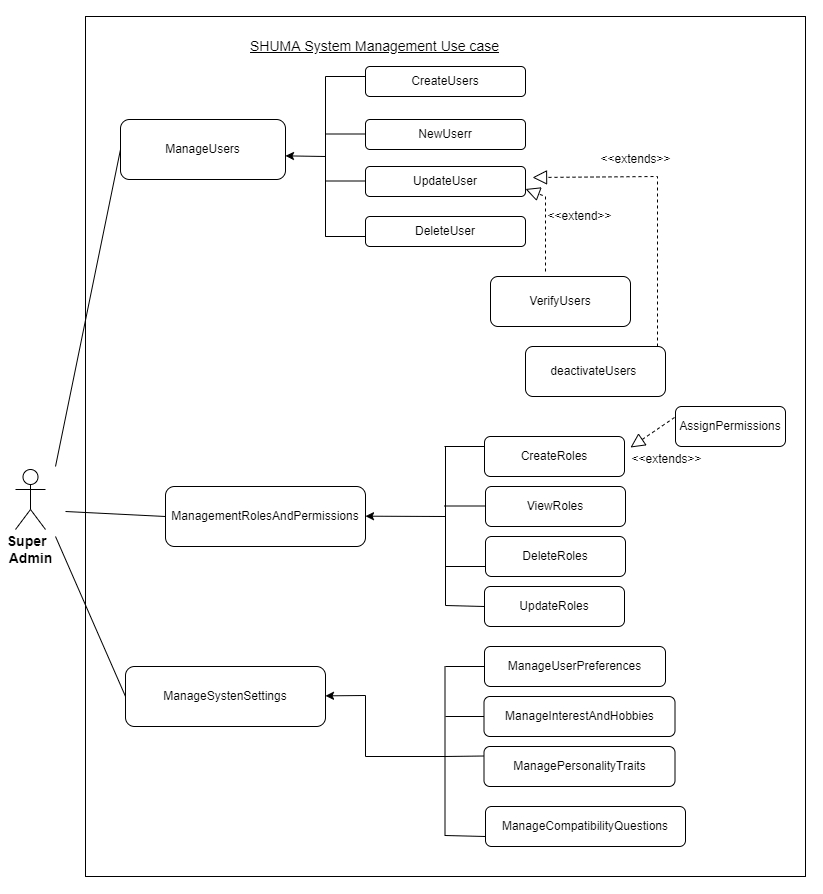 SHUMA System Management Use case
CreateUsers
ManageUsers
NewUserr
<<extends>>
UpdateUser
<<extend>>
DeleteUser
VerifyUsers
deactivateUsers
AssignPermissions
CreateRoles
<<extends>>
ViewRoles
ManagementRolesAndPermissions
Super
Admin
DeleteRoles
UpdateRoles
ManageUserPreferences
ManageSystenSettings
ManageInterestAndHobbies
ManagePersonalityTraits
ManageCompatibilityQuestions